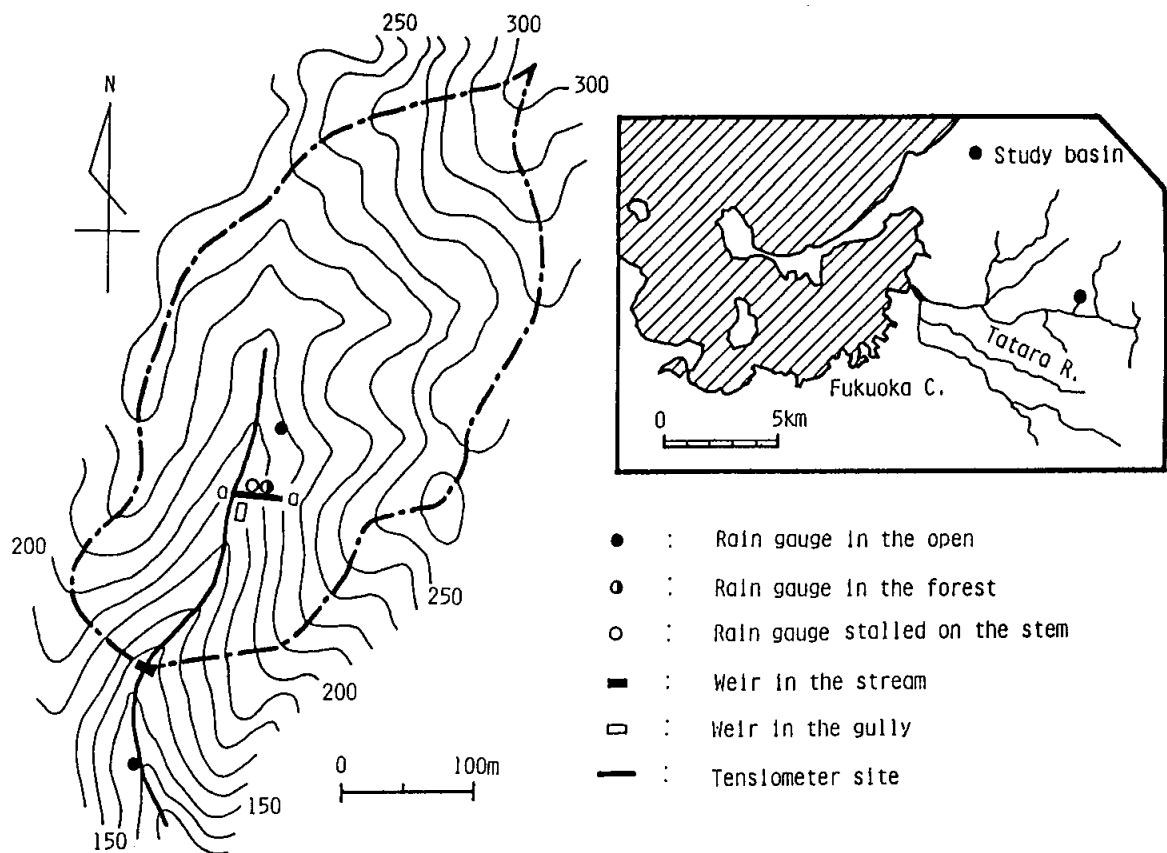 250
300
N
300
Study basin
Tatara R.
Fukuoka C.
0 5km
200
a a
250
200
0 100m
150
150
● : Rain gauge in the open
◑ : Rain gauge in the forest
○ : Rain gauge stalled on the stem
: Weir in the stream
: Weir in the gully
: Tensiometer site